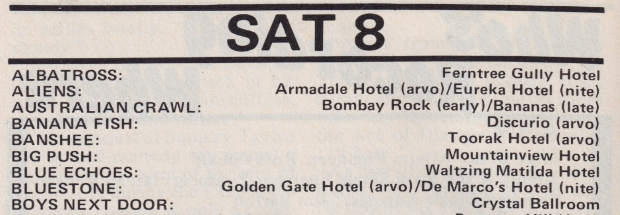 SAT 8
ALBATROSS: Ferntree Gully Hotel
ALIENS: Armadale Hotel (arvo)/Eureka Hotel (nite)
AUSTRALIAN CRAWL: Bombay Rock (early)/Bananas (late)
BANANA FISH: Discurio (arvo)
BANSHEE: Toorak Hotel (arvo)
BIG PUSH: Mountainview Hotel
BLUE ECHOES: Waltzing Matilda Hotel
BLUESTONE: Golden Gate Hotel (arvo)/De Marco's Hotel (nite)
BOYS NEXT DOOR: Crystal Ballroom